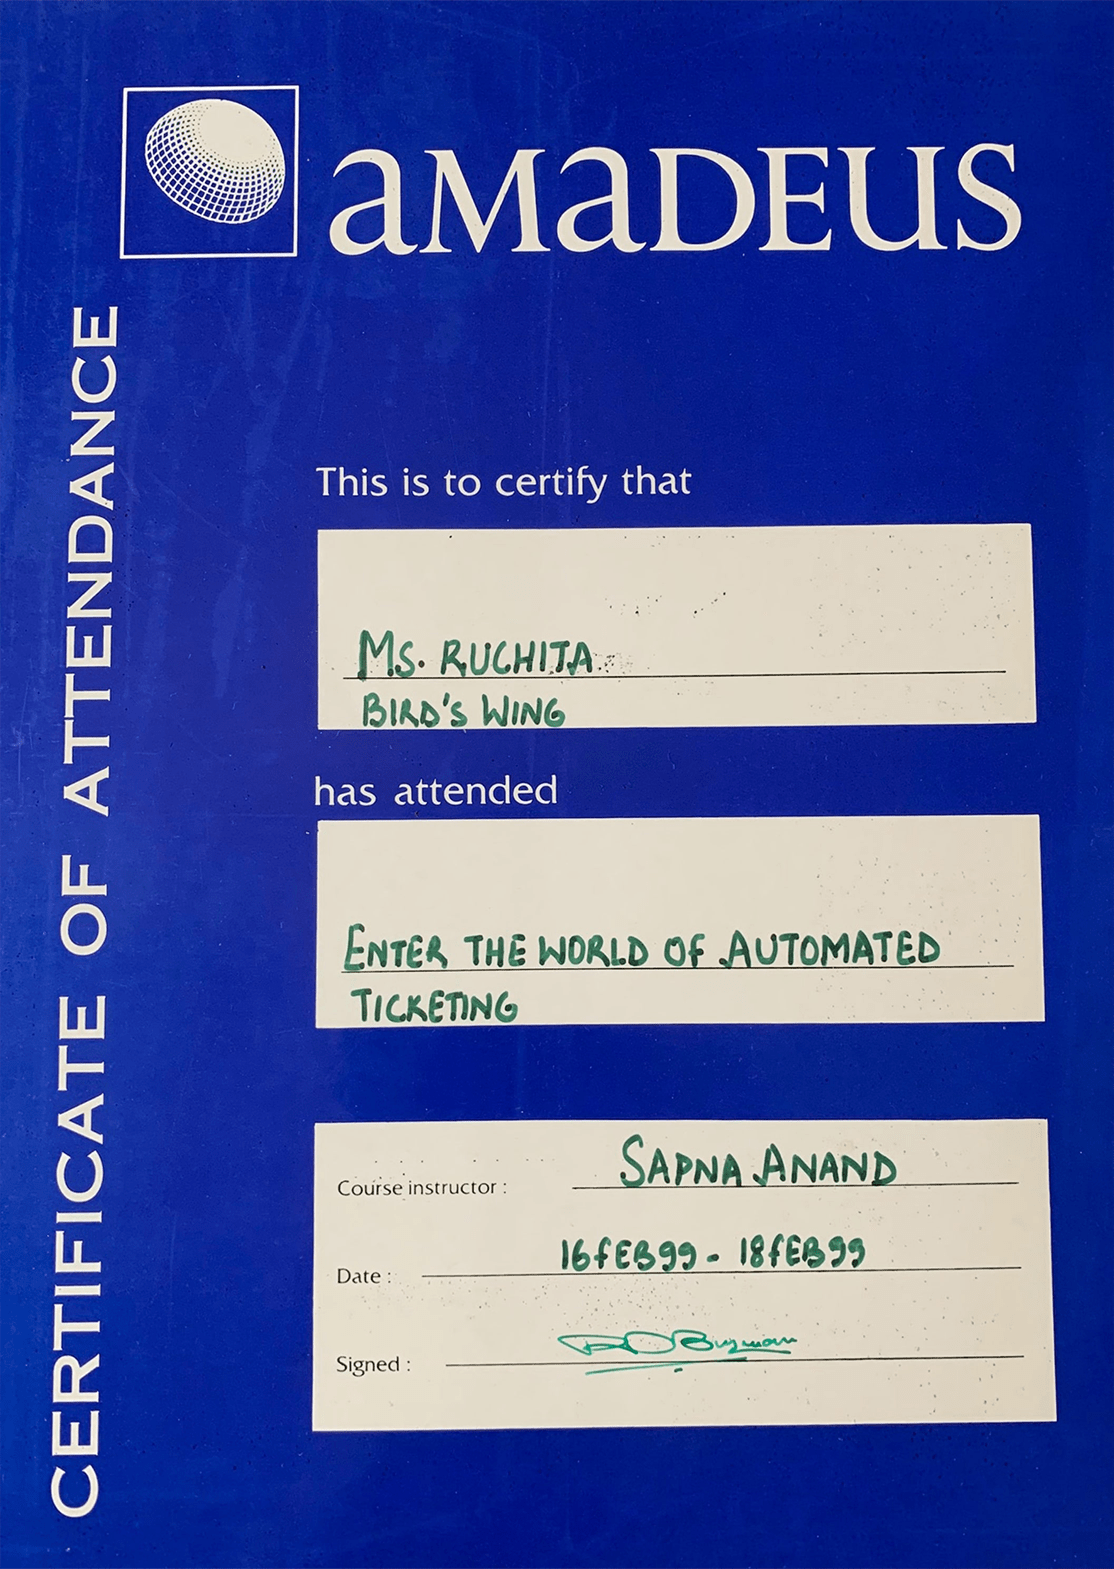 aMaDEUS
CERTIFICATE OF ATTENDANCE
This is to certify that
MS. RUCHITA
BIRD'S WING
has attended
ENTER THE WORLD OF AUTOMATED
TICKETING
Course instructor : SAPNA ANAND
Date : 16FEB99 - 18FEB99
Signed :